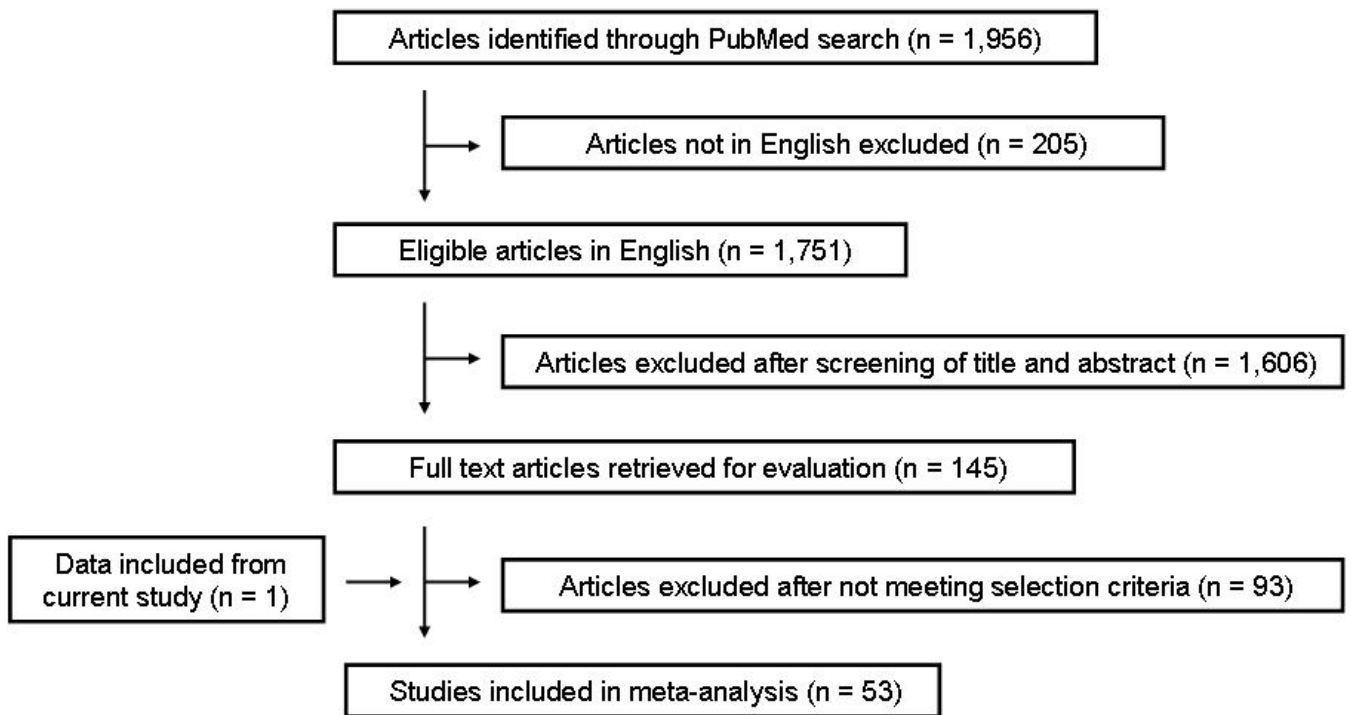 Articles identified through PubMed search (n = 1,956)
Articles not in English excluded (n = 205)
Eligible articles in English (n = 1,751)
Articles excluded after screening of title and abstract (n = 1,606)
Full text articles retrieved for evaluation (n = 145)
Data included from
current study (n = 1)
Articles excluded after not meeting selection criteria (n = 93)
Studies included in meta-analysis (n = 53)